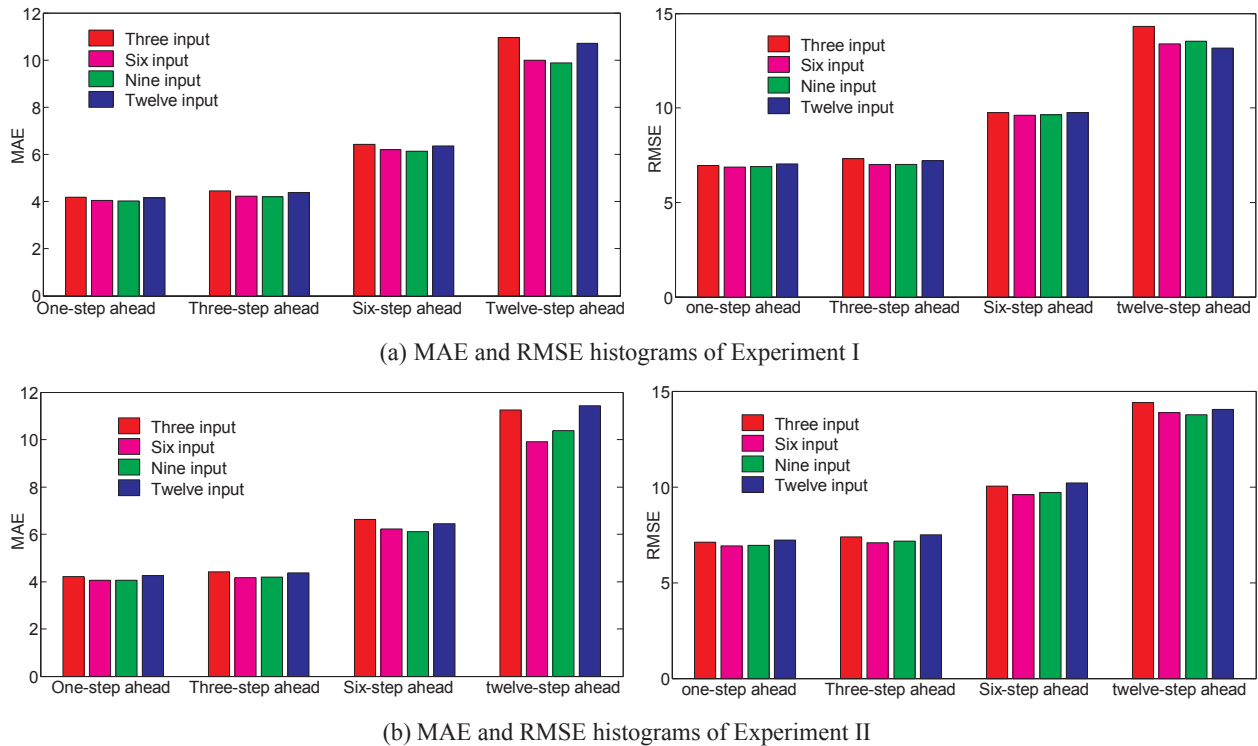 12
10
8
6
4
2
0
MAE
Three input
Six input
Nine input
Twelve input
One-step ahead
Three-step ahead
Six-step ahead
Twelve-step ahead
15
10
5
0
RMSE
Three input
Six input
Nine input
Twelve input
one-step ahead
Three-step ahead
Six-step ahead
twelve-step ahead
(a) MAE and RMSE histograms of Experiment I
12
10
8
6
4
2
0
MAE
Three input
Six input
Nine input
Twelve input
One-step ahead
Three-step ahead
Six-step ahead
twelve-step ahead
15
10
5
0
RMSE
Three input
Six input
Nine input
Twelve input
one-step ahead
Three-step ahead
Six-step ahead
twelve-step ahead
(b) MAE and RMSE histograms of Experiment II